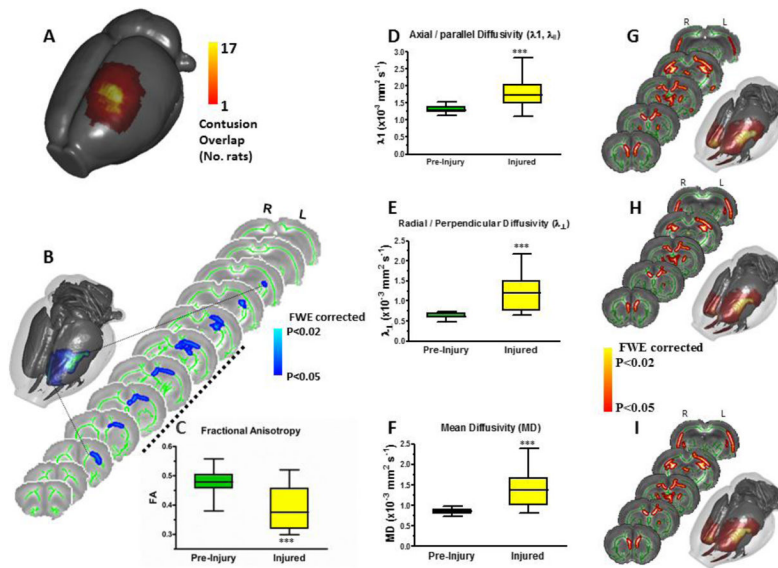 A
17
1
Contusion
Overlap
(No. rats)
B
R
L
FWE corrected
P<0.02
P<0.05
C
Fractional Anisotropy
FA
0.5
0.4
0.3
Pre-Injury
Injured
***
D
Axial / parallel Diffusivity (λ1, λ∥)
λ1 (x10⁻³ mm² s⁻¹)
3.0
2.5
2.0
1.5
1.0
0.5
0.0
***
Pre-Injury
Injured
E
Radial / Perpendicular Diffusivity (λ⊥)
λ⊥ (x10⁻³ mm² s⁻¹)
2.5
2.0
1.5
1.0
0.5
0.0
***
Pre-Injury
Injured
F
Mean Diffusivity (MD)
MD (x10⁻³ mm² s⁻¹)
2.5
2.0
1.5
1.0
0.5
0.0
***
Pre-Injury
Injured
G
R
L
H
R
L
FWE corrected
P<0.02
P<0.05
I
R
L